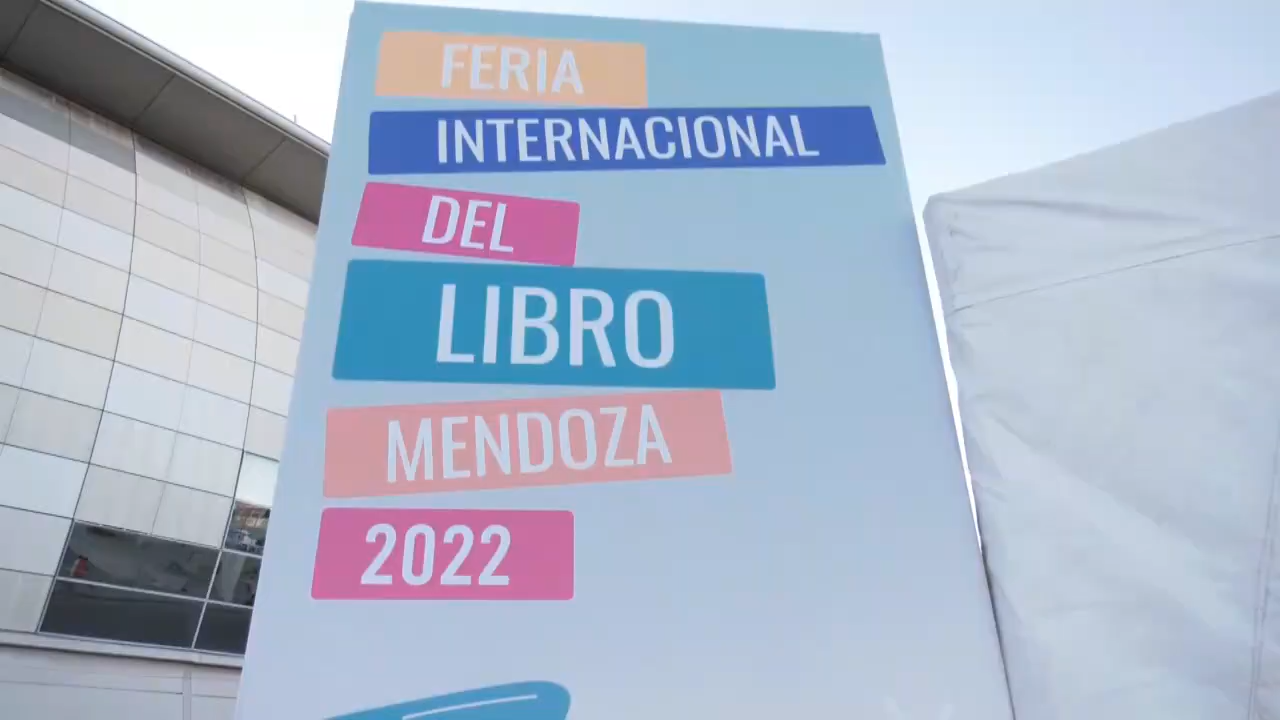 FERIA
INTERNACIONAL
DEL
LIBRO
MENDOZA
2022